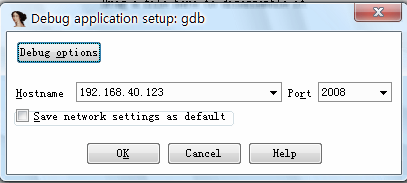 Debug application setup: gdb
Debug options
Hostname 192.168.40.123 Port 2008
Save network settings as default
OK Cancel Help